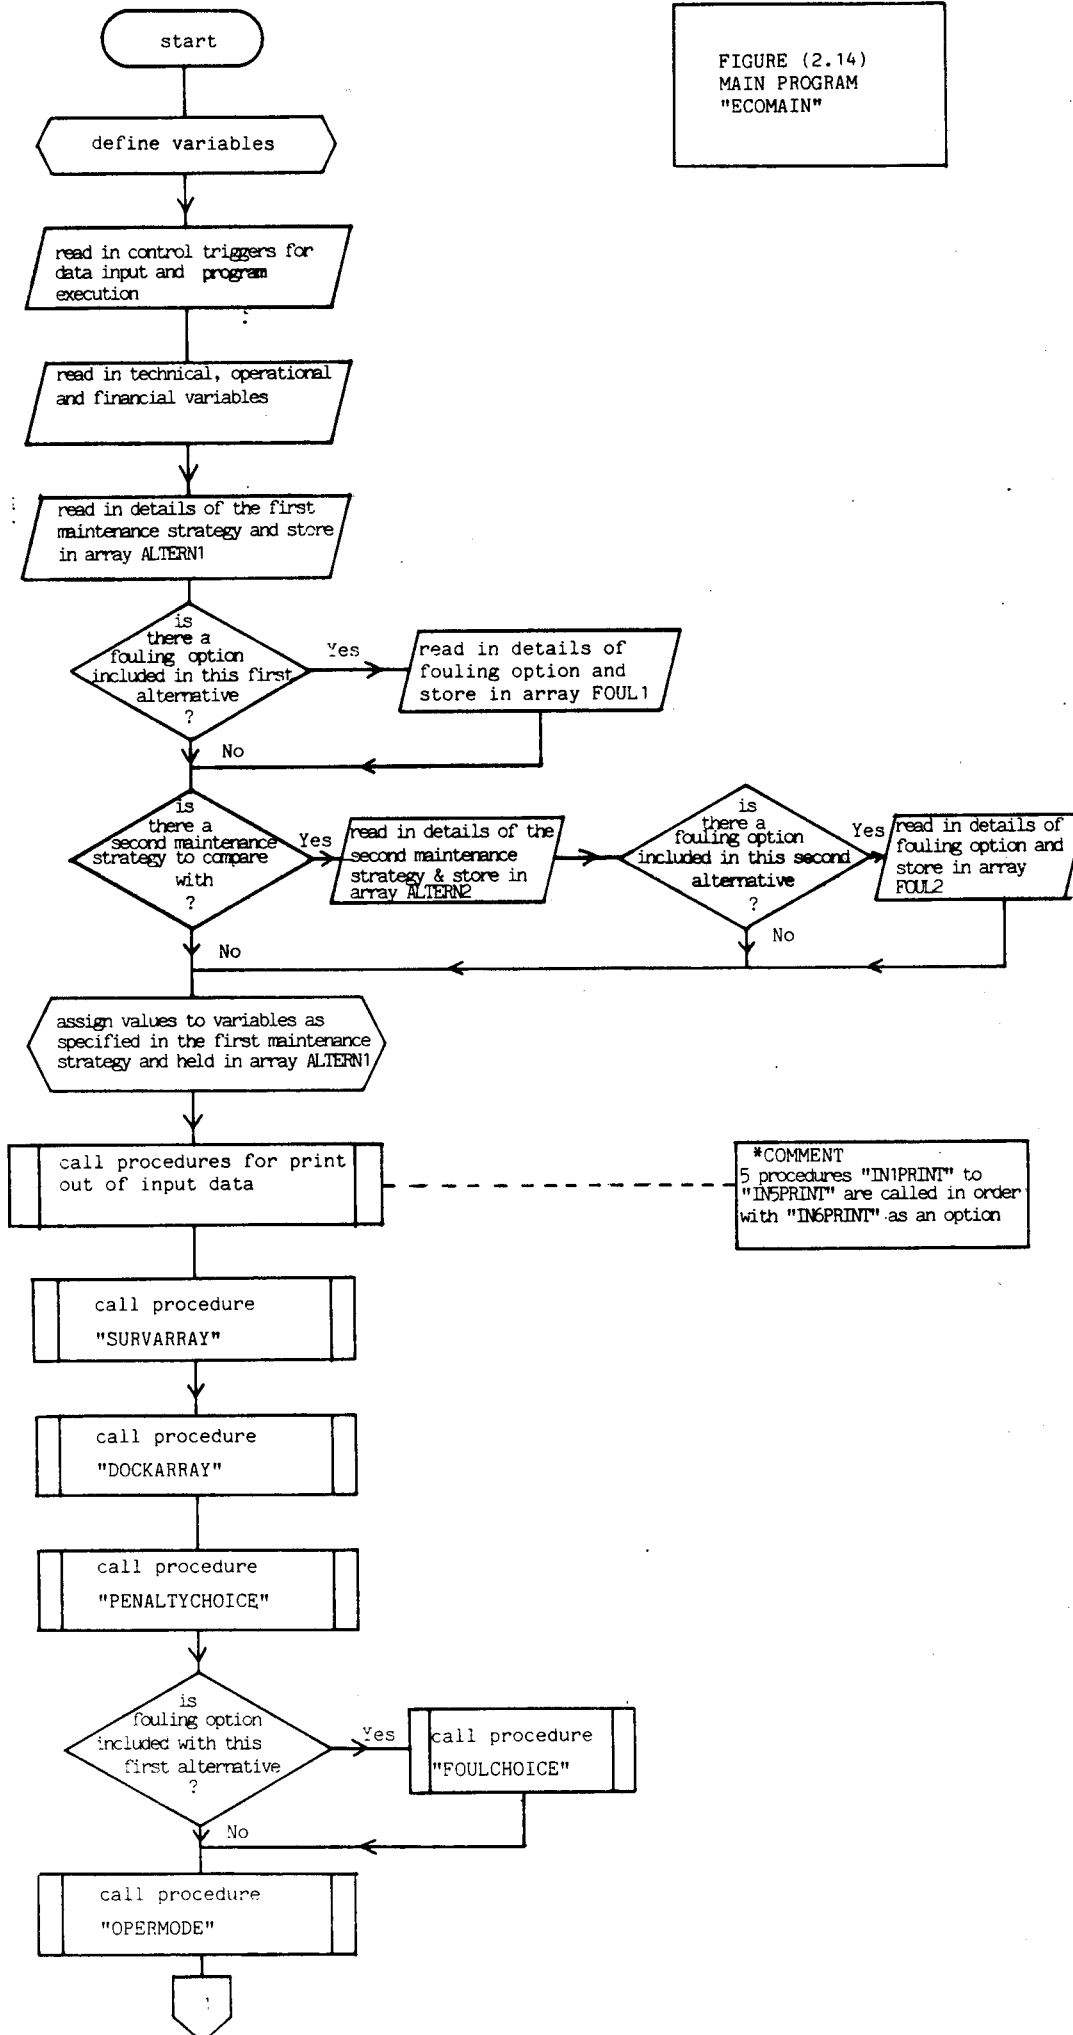 start
FIGURE (2.14)
MAIN PROGRAM
"ECOMAIN"
define variables
read in control triggers for
data input and program
execution
read in technical, operational
and financial variables
read in details of the first
maintenance strategy and store
in array ALTERN1
is
there a
fouling option
included in this first
alternative
?
Yes
read in details of
fouling option and
store in array FOUL1
No
is
there a
second maintenance
strategy to compare
with
?
Yes
read in details of the
second maintenance
strategy & store in
array ALTERN2
is
there a
fouling option
included in this second
alternative
?
Yes
read in details of
fouling option and
store in array
FOUL2
No
No
assign values to variables as
specified in the first maintenance
strategy and held in array ALTERN1
call procedures for print
out of input data
*COMMENT
5 procedures "IN1PRINT" to
"IN5PRINT" are called in order
with "IN6PRINT" as an option
call procedure
"SURVARRAY"
call procedure
"DOCKARRAY"
call procedure
"PENALTYCHOICE"
is
fouling option
included with this
first alternative
?
Yes
call procedure
"FOULCHOICE"
No
call procedure
"OPERMODE"
1